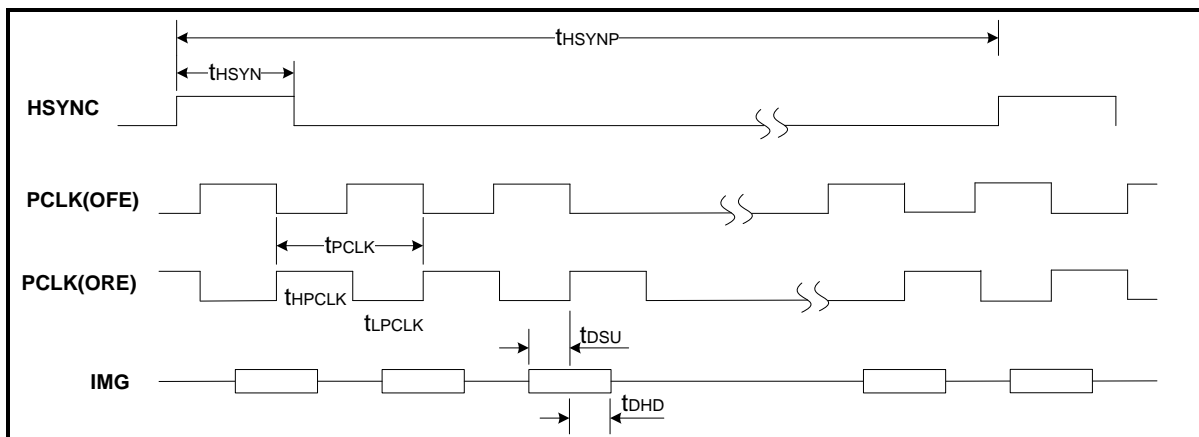 tHSYNP
tHSYN
HSYNC
PCLK(OFE)
tPCLK
PCLK(ORE)
tHPCLK
tLPCLK
tDSU
IMG
tDHD